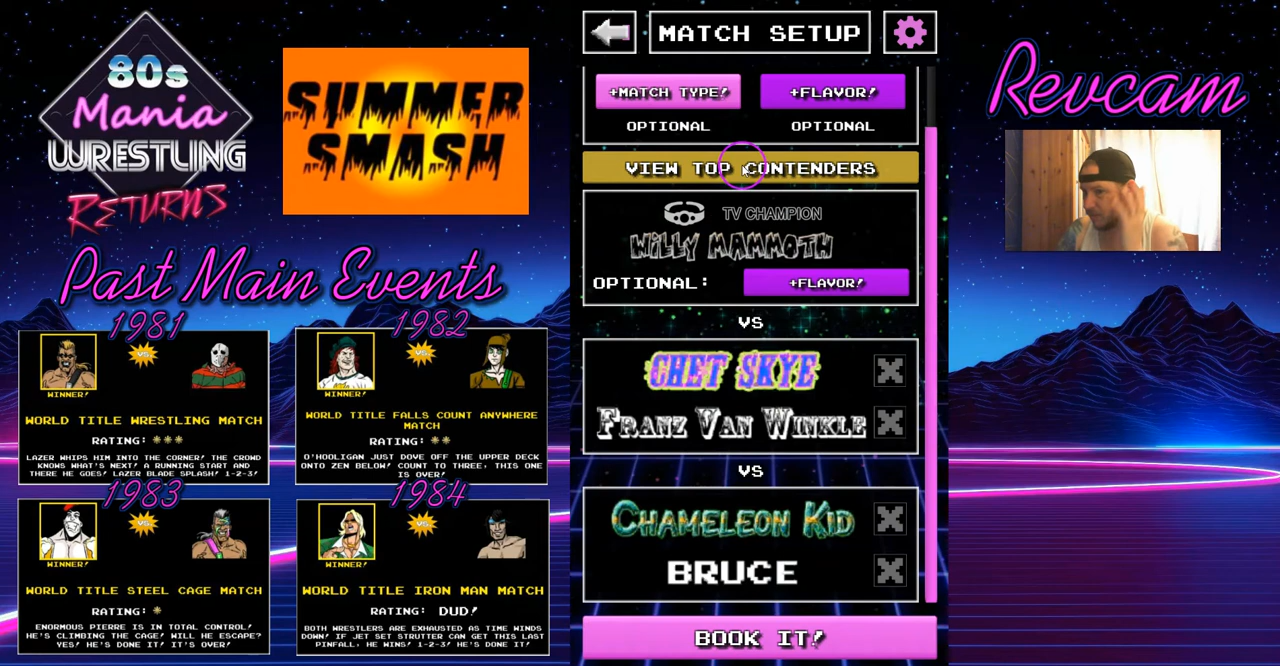 80s
Mania
WRESTLING
RETURNS
SUMMER
SMASH
Past Main Events
1981
VS
WINNER!
WORLD TITLE WRESTLING MATCH
RATING: ***
LAZER WHIPS HIM INTO THE CORNER! THE CROWD
KNOWS WHAT'S NEXT! A RUNNING START AND
THERE HE GOES! LAZER BLADE SPLASH! 1-2-3!
1982
VS
WINNER!
WORLD TITLE FALLS COUNT ANYWHERE
MATCH
RATING: **
O'HOOLIGAN JUST DOVE OFF THE UPPER DECK
ONTO ZEN BELOW! COUNT TO THREE, THIS ONE
IS OVER!
1983
VS
WINNER!
WORLD TITLE STEEL CAGE MATCH
RATING: *
ENORMOUS PIERRE IS IN TOTAL CONTROL!
HE'S CLIMBING THE CAGE! WILL HE ESCAPE?
YES! HE'S DONE IT! IT'S OVER!
1984
VS
WINNER!
WORLD TITLE IRON MAN MATCH
RATING: DUD!
BOTH WRESTLERS ARE EXHAUSTED AS TIME WINDS
DOWN! IF JET SET STRUTTER CAN GET THIS LAST
PINFALL, HE WINS! 1-2-3! HE'S DONE IT!
MATCH SETUP
+MATCH TYPE!
+FLAVOR!
OPTIONAL
OPTIONAL
VIEW TOP CONTENDERS
TV CHAMPION
WILLY MAMMOTH
OPTIONAL:
+FLAVOR!
VS
CHET SKYE
FRANZ VAN WINKLE
VS
CHAMELEON KID
BRUCE
BOOK IT!
Revcam